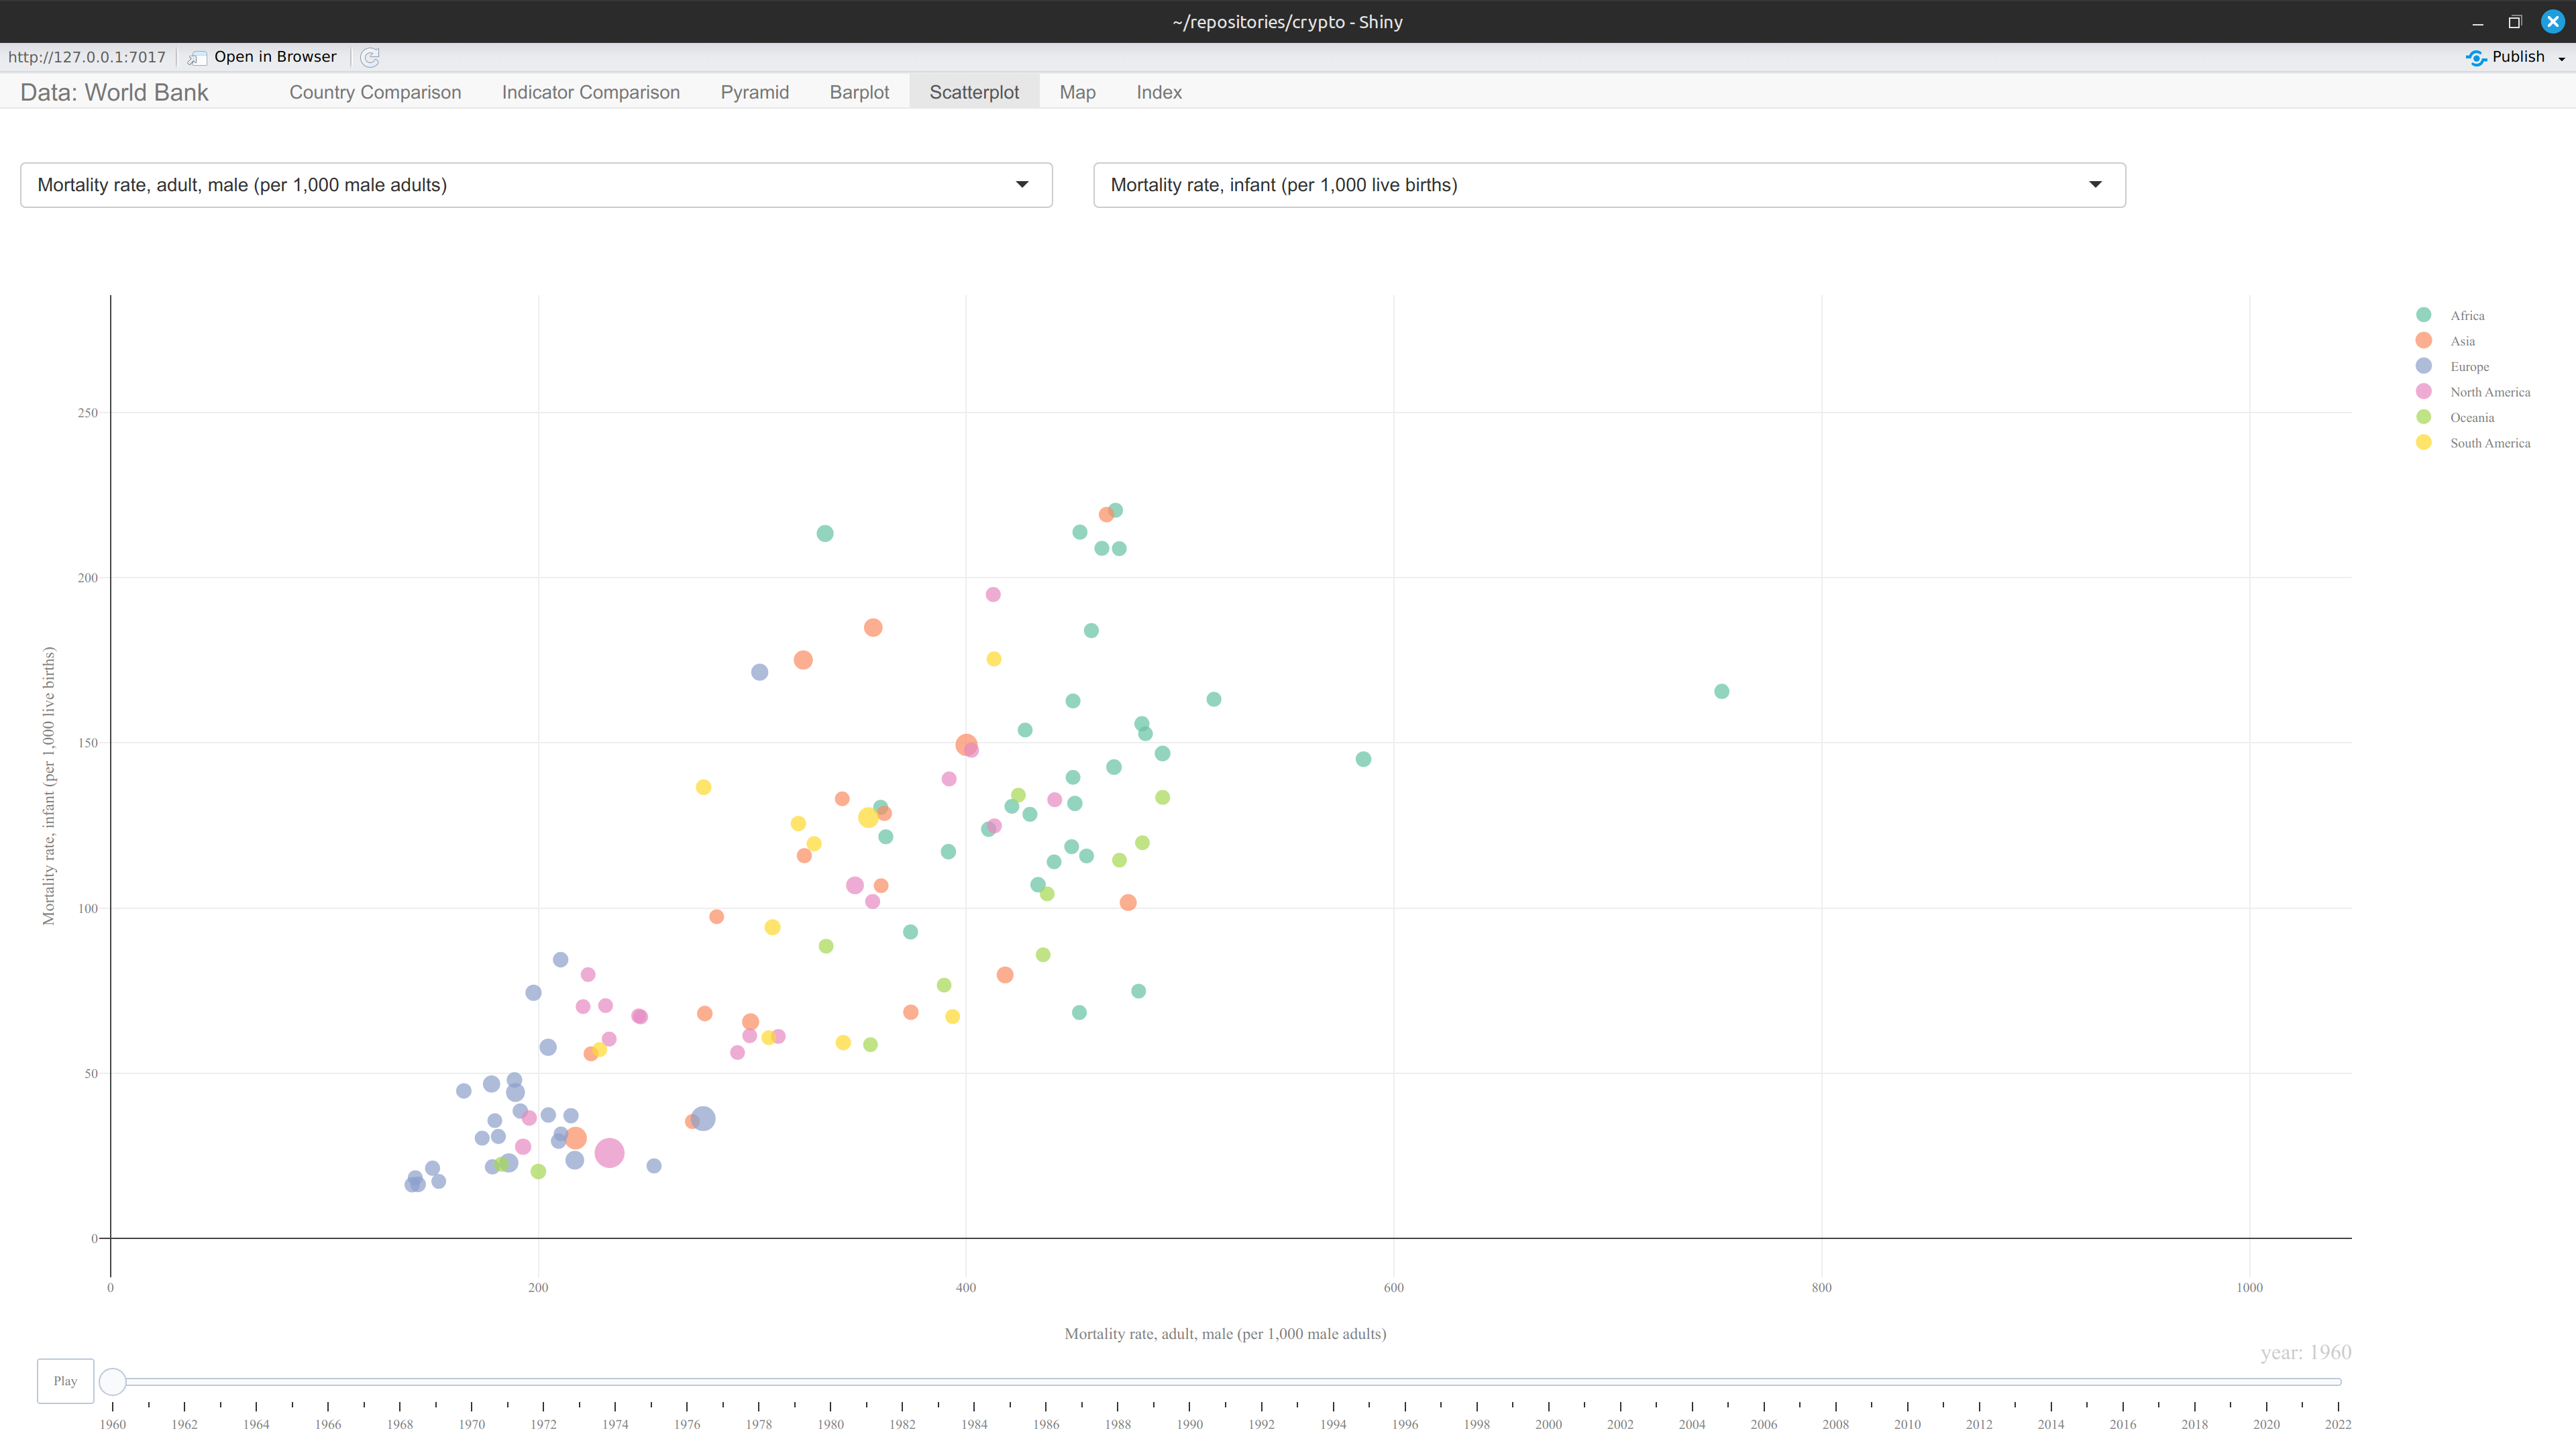 ~/repositories/crypto - Shiny
http://127.0.0.1:7017 Open in Browser Publish
Data: World Bank Country Comparison Indicator Comparison Pyramid Barplot Scatterplot Map Index
Mortality rate, adult, male (per 1,000 male adults) Mortality rate, infant (per 1,000 live births)
Africa
Asia
Europe
North America
Oceania
South America
Mortality rate, infant (per 1,000 live births)
250
200
150
100
50
0
0 200 400 600 800 1000
Mortality rate, adult, male (per 1,000 male adults)
year: 1960
Play
1960 1962 1964 1966 1968 1970 1972 1974 1976 1978 1980 1982 1984 1986 1988 1990 1992 1994 1996 1998 2000 2002 2004 2006 2008 2010 2012 2014 2016 2018 2020 2022